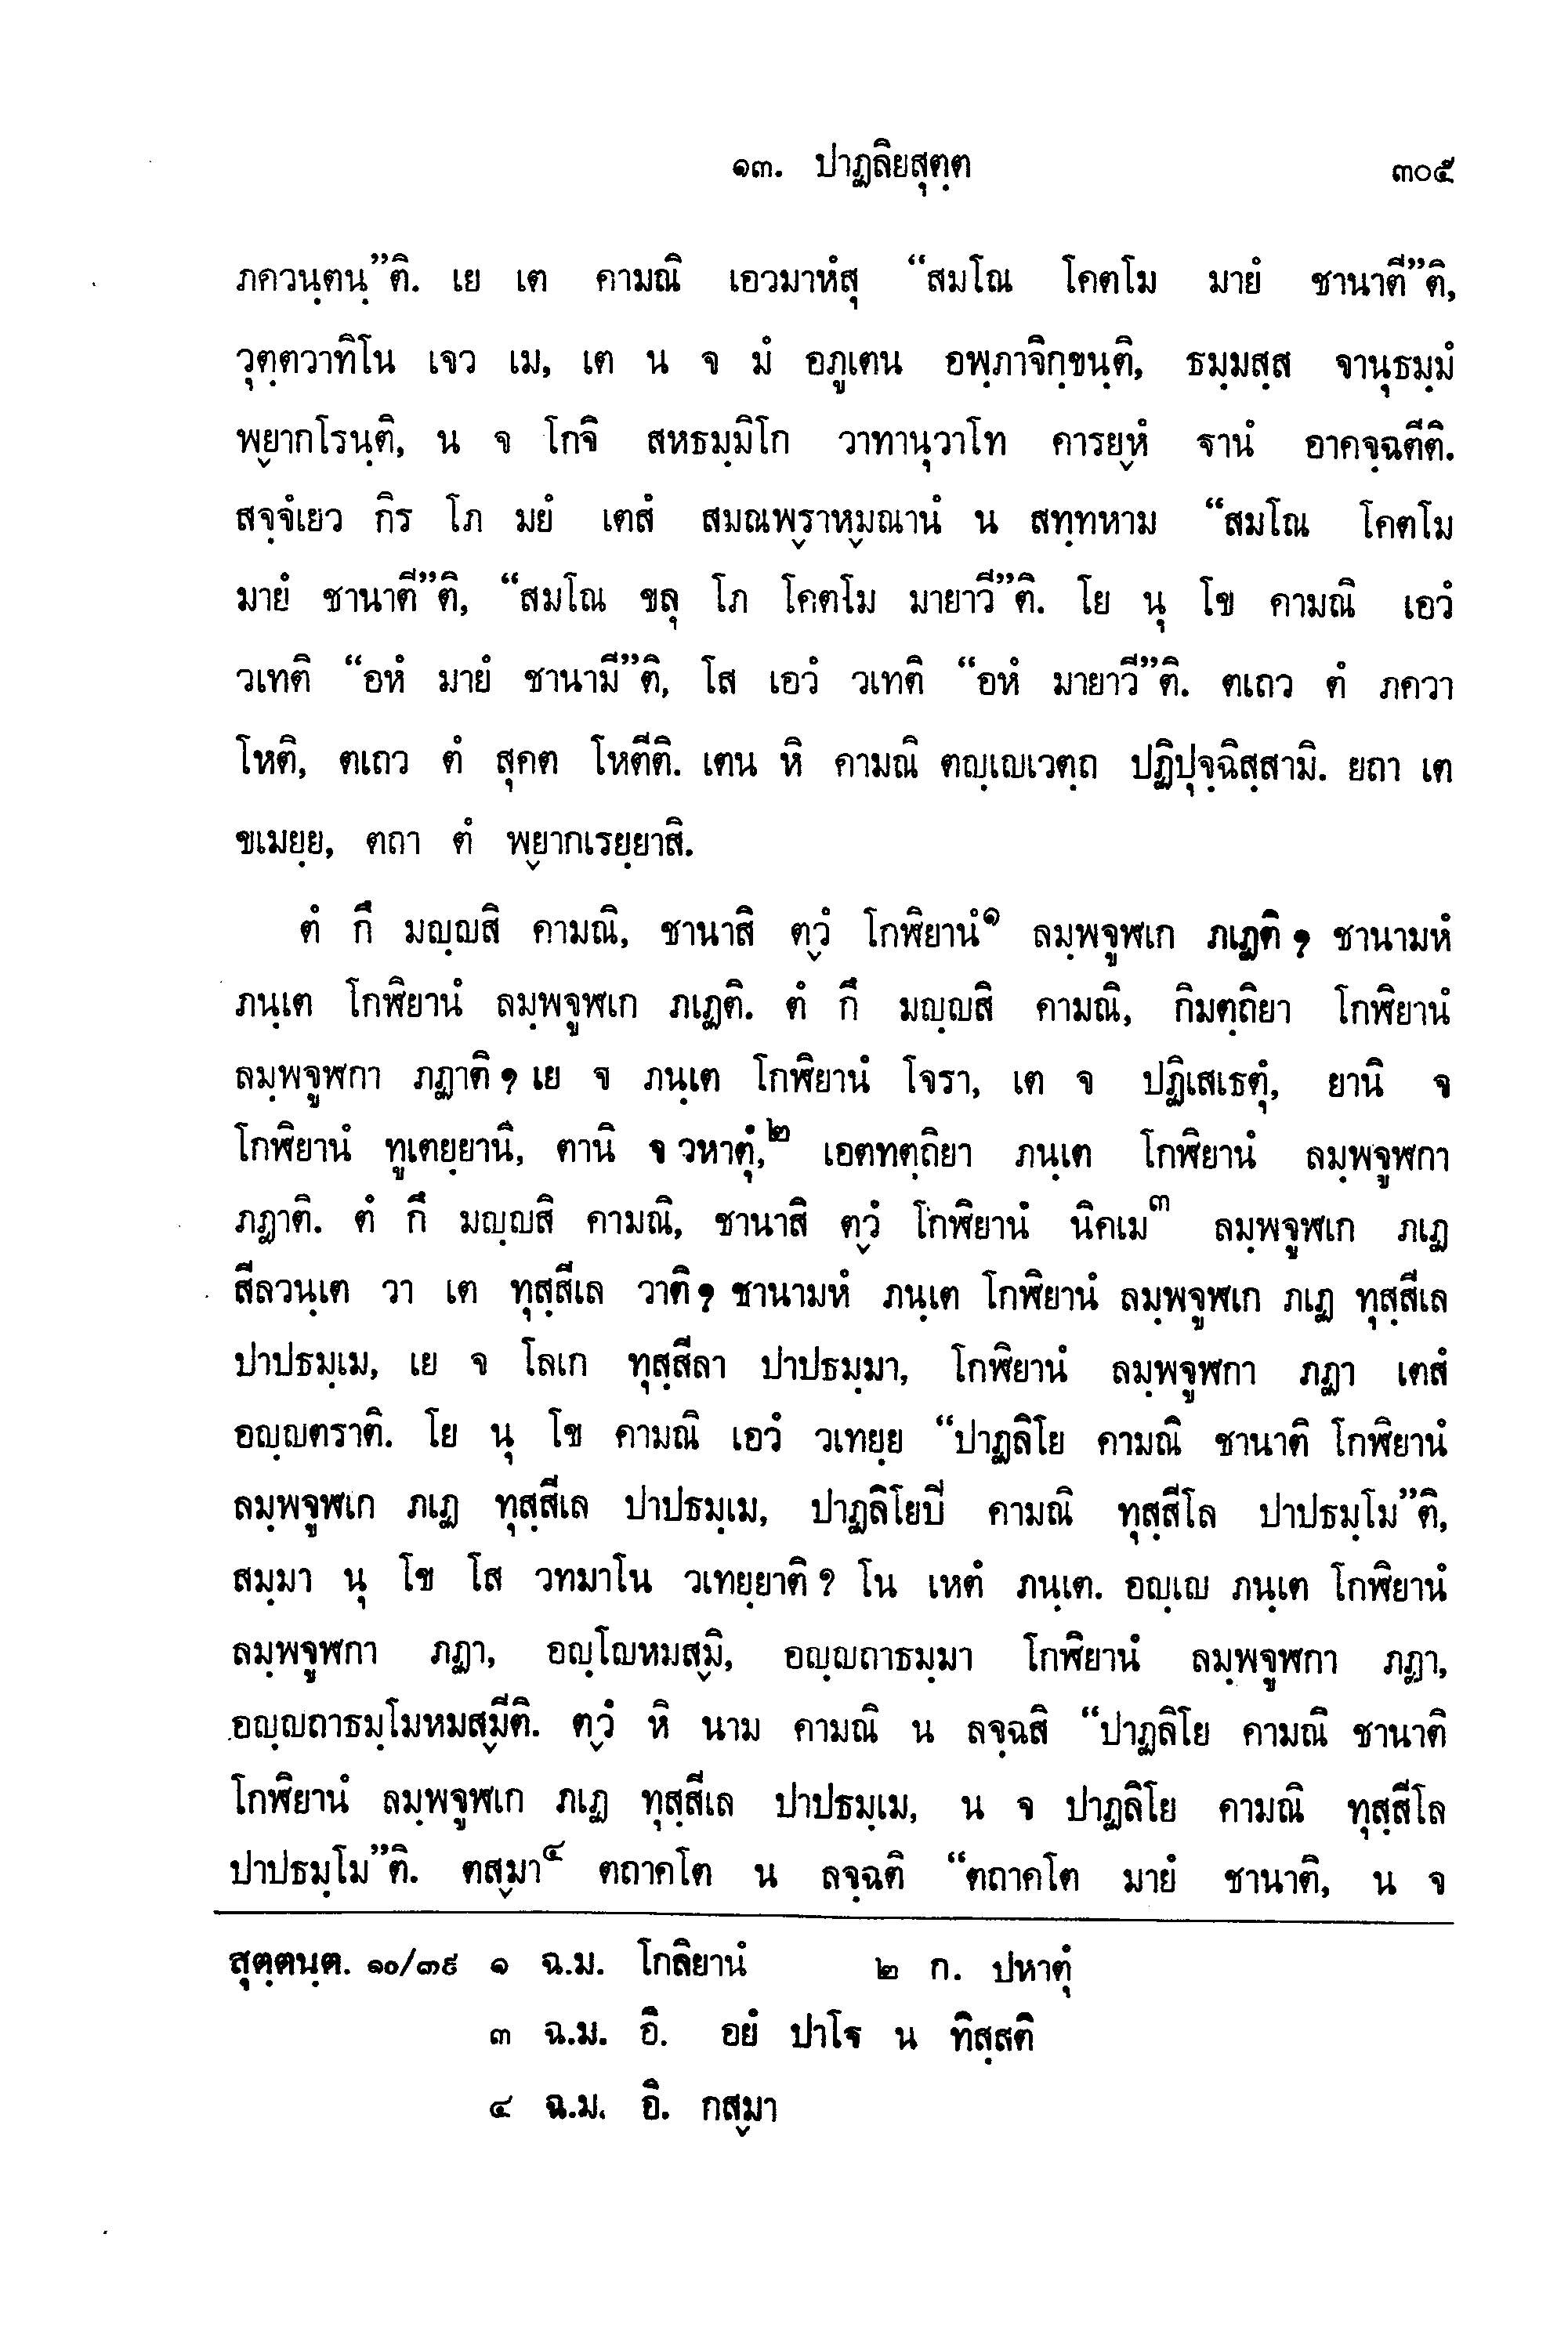 ๑๓. ปาฏลิยสุตฺต ๓๐๕
ภควนฺตนฺ”ติ. เย เต คามณิ เอวมาหํสุ “สมโณ โคตโม มายํ ชานาตี”ติ,
วุตฺตวาทิโน เจว เม, เต น จ มํ อภูเตน อพฺภาจิกฺขนฺติ, ธมฺมสฺส จานุธมฺมํ
พฺยากโรนฺติ, น จ โกจิ สหธมฺมิโก วาทานุวาโท คารยฺหํ ฐานํ อาคจฺฉตีติ.
สจฺจํเยว กิร โภ มยํ เตสํ สมณพฺราหฺมณานํ น สทฺทหาม “สมโณ โคตโม
มายํ ชานาตี”ติ, “สมโณ ขลุ โภ โคตโม มายาวี”ติ. โย นุ โข คามณิ เอวํ
วเทติ “อหํ มายํ ชานามี”ติ, โส เอวํ วเทติ “อหํ มายาวี”ติ. ตเถว ตํ ภควา
โหติ, ตเถว ตํ สุคต โหตีติ. เตน หิ คามณิ ตญฺเญเวตฺถ ปฏิปุจฺฉิสฺสามิ. ยถา เต
ขเมยฺย, ตถา ตํ พฺยากเรยฺยาสิ.
ตํ กึ มญฺญสิ คามณิ, ชานาสิ ตฺวํ โกฬิยานํ๑ ลมฺพจูฬเก ภเฏติ ? ชานามหํ
ภนฺเต โกฬิยานํ ลมฺพจูฬเก ภเฏติ. ตํ กึ มญฺญสิ คามณิ, กิมตฺถิยา โกฬิยานํ
ลมฺพจูฬกา ภฏาติ ? เย จ ภนฺเต โกฬิยานํ โจรา, เต จ ปฏิเสเธตุํ, ยานิ จ
โกฬิยานํ ทูเตยฺยานิ, ตานิ จ วหาตุํ,๒ เอตทตฺถิยา ภนฺเต โกฬิยานํ ลมฺพจูฬกา
ภฏาติ. ตํ กึ มญฺญสิ คามณิ, ชานาสิ ตฺวํ โกฬิยานํ นิคเม๓ ลมฺพจูฬเก ภเฏ
สีลวนฺเต วา เต ทุสฺสีเล วาติ ? ชานามหํ ภนฺเต โกฬิยานํ ลมฺพจูฬเก ภเฏ ทุสฺสีเล
ปาปธมฺเม, เย จ โลเก ทุสฺสีลา ปาปธมฺมา, โกฬิยานํ ลมฺพจูฬกา ภฏา เตสํ
อญฺญตราติ. โย นุ โข คามณิ เอวํ วเทยฺย “ปาฏลิโย คามณิ ชานาติ โกฬิยานํ
ลมฺพจูฬเก ภเฏ ทุสฺสีเล ปาปธมฺเม, ปาฏลิโยปิ คามณิ ทุสฺสีโล ปาปธมฺโม”ติ,
สมฺมา นุ โข โส วทมาโน วเทยฺยาติ ? โน เหตํ ภนฺเต. อญฺเญ ภนฺเต โกฬิยานํ
ลมฺพจูฬกา ภฏา, อญฺโญหมสฺมิ, อญฺญถาธมฺมา โกฬิยานํ ลมฺพจูฬกา ภฏา,
อญฺญถาธมฺโมหมสฺมีติ. ตฺวํ หิ นาม คามณิ น ลจฺฉสิ “ปาฏลิโย คามณิ ชานาติ
โกฬิยานํ ลมฺพจูฬเก ภเฏ ทุสฺสีเล ปาปธมฺเม, น จ ปาฏลิโย คามณิ ทุสฺสีโล
ปาปธมฺโม”ติ. ตสฺมา๔ ตถาคโต น ลจฺฉติ “ตถาคโต มายํ ชานาติ, น จ
สุตฺตนฺต. ๑๐/๓๙ ๑ ฉ.ม. โกลิยานํ ๒ ก. ปหาตุํ
๓ ฉ.ม. อิ. อยํ ปาโฐ น ทิสฺสติ
๔ ฉ.ม. อิ. กสฺมา